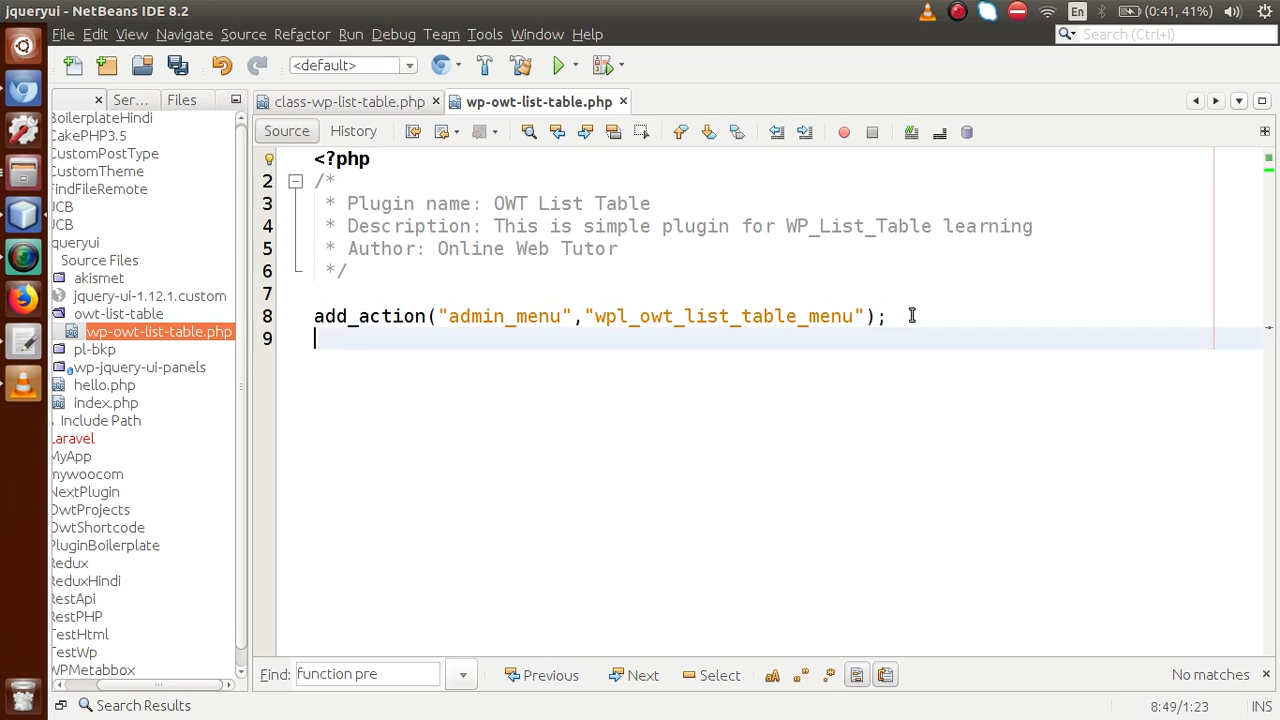 jqueryui - NetBeans IDE 8.2
En
(0:41, 41%)
File Edit View Navigate Source Refactor Run Debug Team Tools Window Help
Search (Ctrl+I)
<default>
Ser... Files
class-wp-list-table.php
wp-owt-list-table.php
Source History
BoilerplateHindi
CakePHP3.5
CustomPostType
CustomTheme
FindFileRemote
JCB
JCB
jqueryui
Source Files
akismet
jquery-ui-1.12.1.custom
owt-list-table
wp-owt-list-table.php
pl-bkp
wp-jquery-ui-panels
hello.php
index.php
Include Path
Laravel
MyApp
mywoocom
NextPlugin
OwtProjects
OwtShortcode
PluginBoilerplate
Redux
ReduxHindi
RestApi
RestPHP
TestHtml
TestWp
WPMetabbox
<?php
2 /*
3 * Plugin name: OWT List Table
4 * Description: This is simple plugin for WP_List_Table learning
5 * Author: Online Web Tutor
6 */
7
8 add_action("admin_menu","wpl_owt_list_table_menu");
9
Find: function pre
Previous Next Select
No matches
Search Results
8:49/1:23 INS